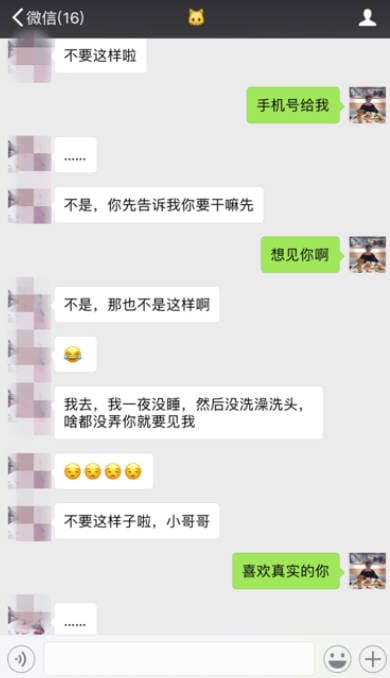 微信(16)
不要这样啦
手机号给我
……
不是，你先告诉我你要干嘛先
想见你啊
不是，那也不是这样啊
我去，我一夜没睡，然后没洗澡洗头，
啥都没弄你就要见我
不要这样子啦，小哥哥
喜欢真实的你
……